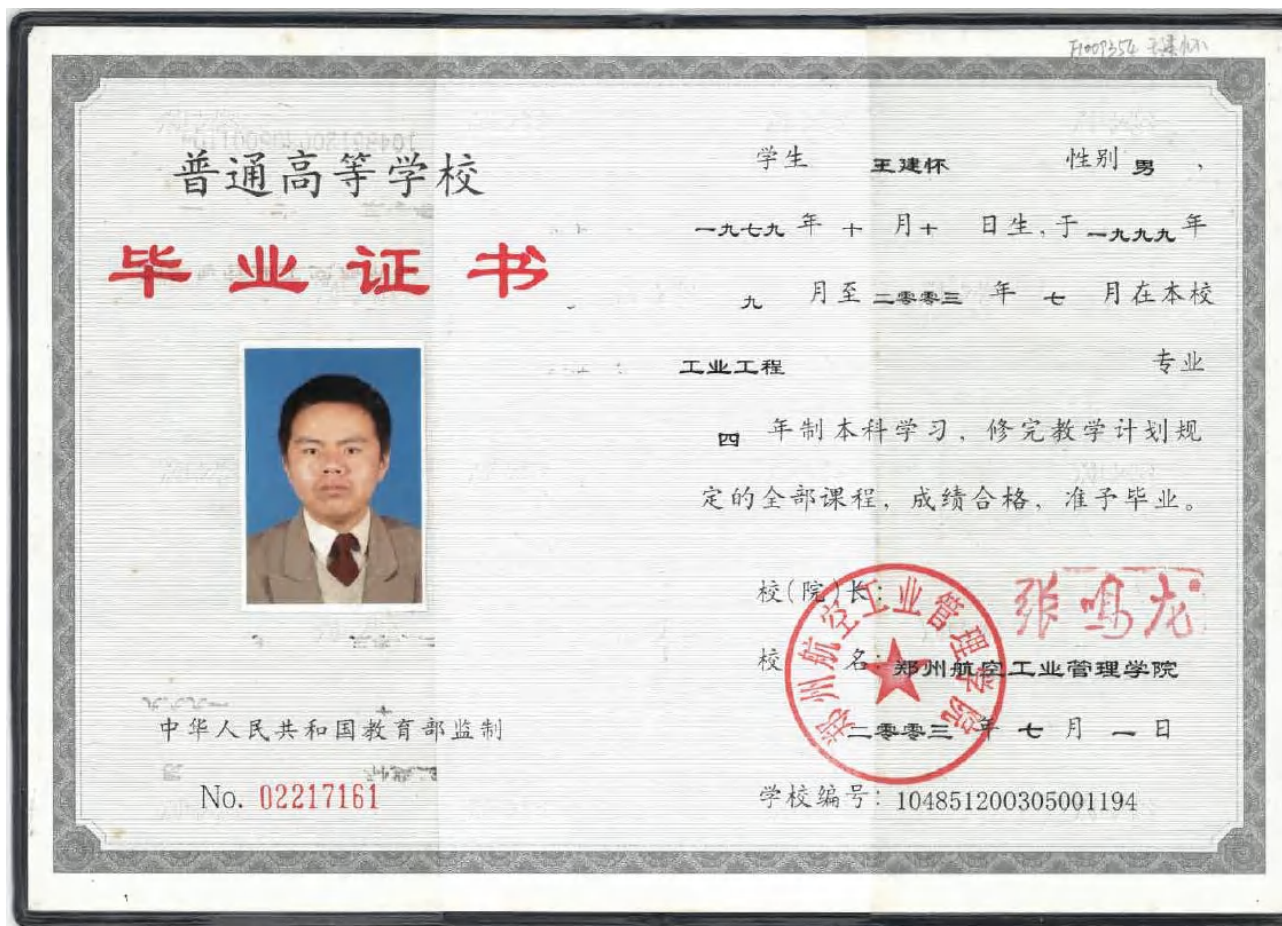 普通高等学校
毕业证书
中华人民共和国教育部监制
No. 02217161
学生 王建怀 性别 男 ，
一九七九 年 十 月 十 日生，于 一九九九 年
九 月至 二零零三 年 七 月在本校
工业工程 专业
四 年制本科学习，修完教学计划规
定的全部课程，成绩合格，准予毕业。
校(院)长：张鸣龙
校 名：郑州航空工业管理学院
郑州航空工业管理学院
二零零三 年 七 月 一 日
学校编号：104851200305001194